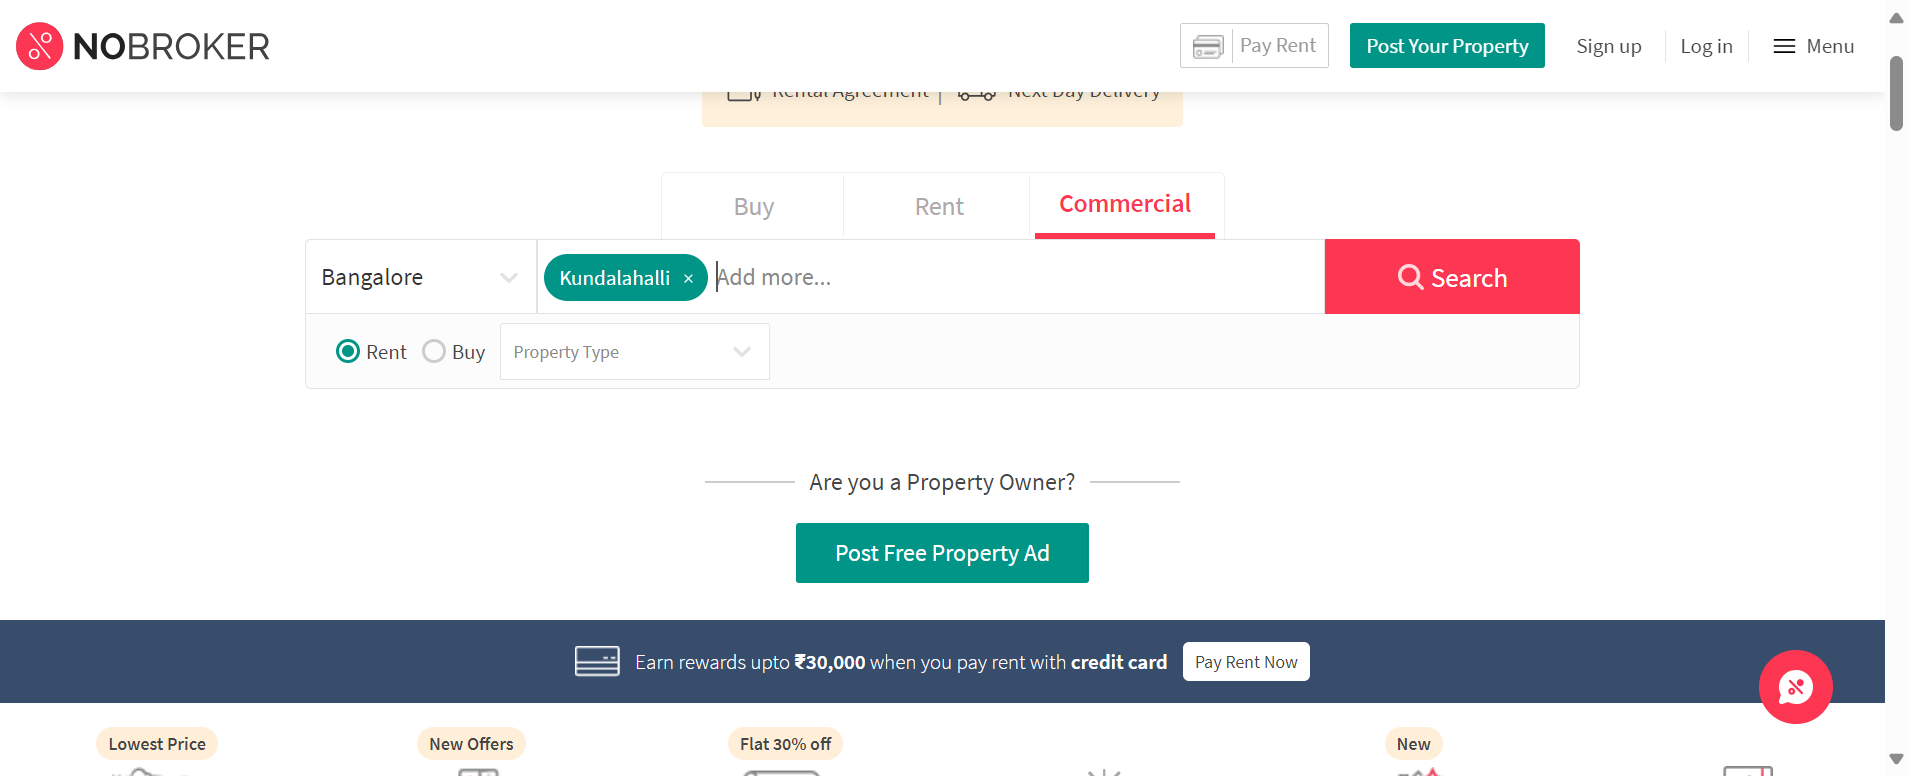 NOBROKER
Pay Rent
Post Your Property
Sign up
Log in
Menu
Rental Agreement | Next Day Delivery
Buy
Rent
Commercial
Bangalore
Kundalahalli ×
Add more...
Search
Rent
Buy
Property Type
Are you a Property Owner?
Post Free Property Ad
Earn rewards upto ₹30,000 when you pay rent with credit card
Pay Rent Now
Lowest Price
New Offers
Flat 30% off
New